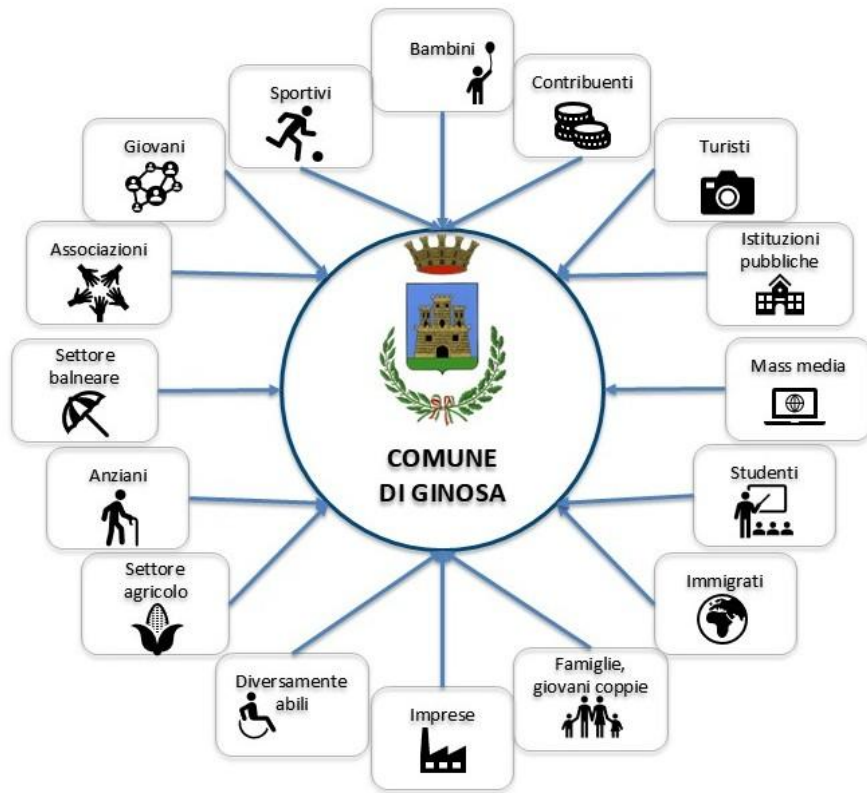 Bambini
Contribuenti
Turisti
Istituzioni
pubbliche
Mass media
Studenti
Immigrati
Famiglie,
giovani coppie
Imprese
Diversamente
abili
Settore
agricolo
Anziani
Settore
balneare
Associazioni
Giovani
Sportivi
COMUNE
DI GINOSA